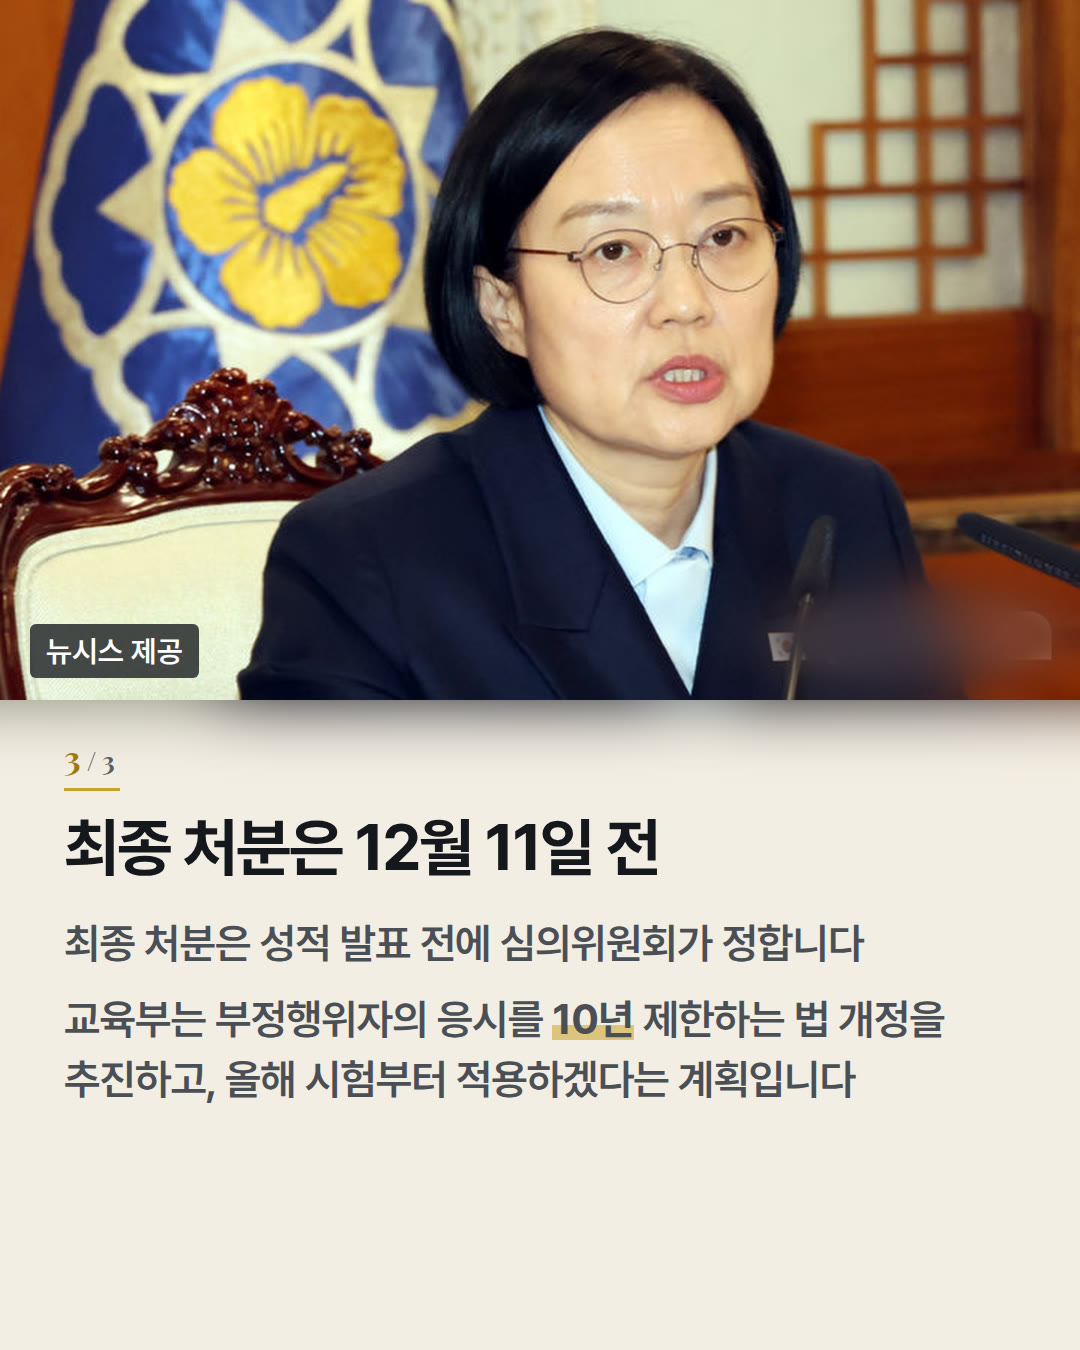 뉴시스 제공
3 / 3
최종 처분은 12월 11일 전
최종 처분은 성적 발표 전에 심의위원회가 정합니다
교육부는 부정행위자의 응시를 10년 제한하는 법 개정을
추진하고, 올해 시험부터 적용하겠다는 계획입니다